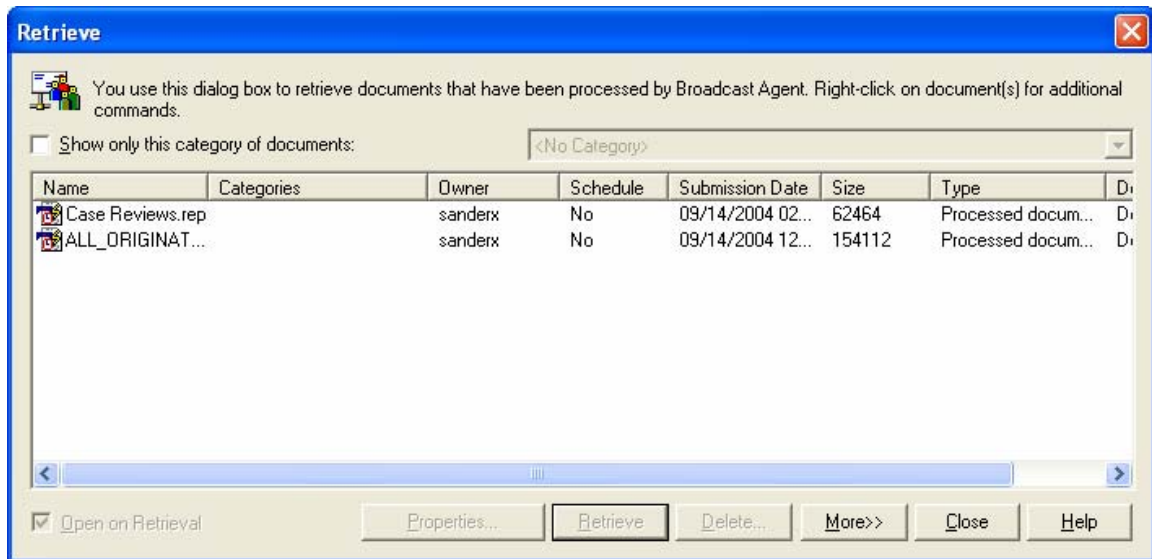 Retrieve
You use this dialog box to retrieve documents that have been processed by Broadcast Agent. Right-click on document(s) for additional
commands.
Show only this category of documents: <No Category>
Name Categories Owner Schedule Submission Date Size Type
Case Reviews.rep sanderx No 09/14/2004 02... 62464 Processed docum...
ALL_ORIGINAT... sanderx No 09/14/2004 12... 154112 Processed docum...
Open on Retrieval Properties... Retrieve Delete... More>> Close Help